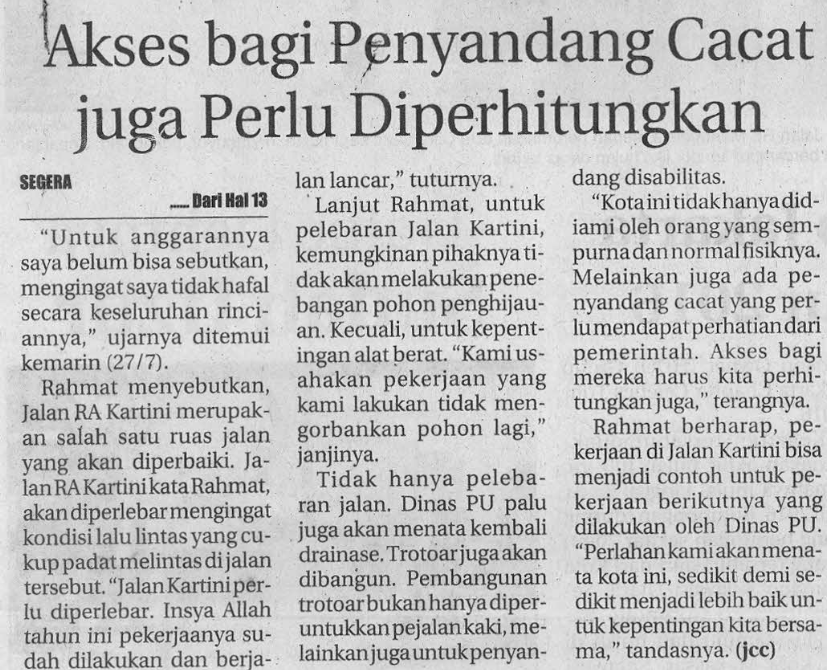 Akses bagi Penyandang Cacat
juga Perlu Diperhitungkan
SEGERA
..... Dari Hal 13
“Untuk anggarannya
saya belum bisa sebutkan,
mengingat saya tidak hafal
secara keseluruhan rinci-
annya,” ujarnya ditemui
kemarin (27/7).
Rahmat menyebutkan,
Jalan RA Kartini merupak-
an salah satu ruas jalan
yang akan diperbaiki. Ja-
lan RA Kartini kata Rahmat,
akan diperlebar mengingat
kondisi lalu lintas yang cu-
kup padat melintas di jalan
tersebut. “Jalan Kartini per-
lu diperlebar. Insya Allah
tahun ini pekerjaanya su-
dah dilakukan dan berja-
lan lancar,” tuturnya.
Lanjut Rahmat, untuk
pelebaran Jalan Kartini,
kemungkinan pihaknya ti-
dak akan melakukan pene-
bangan pohon penghijau-
an. Kecuali, untuk kepent-
ingan alat berat. “Kami us-
ahakan pekerjaan yang
kami lakukan tidak men-
gorbankan pohon lagi,”
janjinya.
Tidak hanya peleba-
ran jalan. Dinas PU palu
juga akan menata kembali
drainase. Trotoar juga akan
dibangun. Pembangunan
trotoar bukan hanya diper-
untukkan pejalan kaki, me-
lainkan juga untuk penyan-
dang disabilitas.
“Kota ini tidak hanya did-
iami oleh orang yang sem-
purna dan normal fisiknya.
Melainkan juga ada pe-
nyandang cacat yang per-
lu mendapat perhatian dari
pemerintah. Akses bagi
mereka harus kita perhi-
tungkan juga,” terangnya.
Rahmat berharap, pe-
kerjaan di Jalan Kartini bisa
menjadi contoh untuk pe-
kerjaan berikutnya yang
dilakukan oleh Dinas PU.
“Perlahan kami akan mena-
ta kota ini, sedikit demi se-
dikit menjadi lebih baik un-
tuk kepentingan kita bersa-
ma,” tandasnya. (jcc)